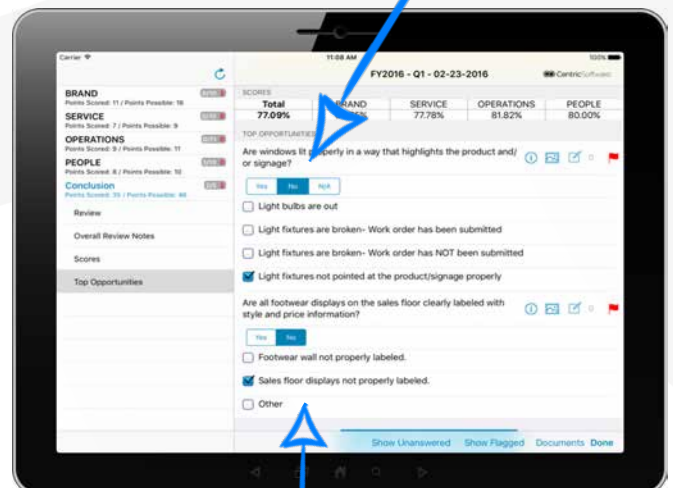 Carrier
11:08 AM
100%
FY2016 - Q1 - 02-23-2016
CentricSoftware
BRAND
Points Scored: 11 / Points Possible: 16
SERVICE
Points Scored: 7 / Points Possible: 9
OPERATIONS
Points Scored: 9 / Points Possible: 11
PEOPLE
Points Scored: 8 / Points Possible: 10
Conclusion
Points Scored: 35 / Points Possible: 46
Review
Overall Review Notes
Scores
Top Opportunities
SCORES
Total BRAND SERVICE OPERATIONS PEOPLE
77.09% 77.78% 81.82% 80.00%
TOP OPPORTUNITIES
Are windows lit properly in a way that highlights the product and/
or signage?
0
Yes No N/A
Light bulbs are out
Light fixtures are broken- Work order has been submitted
Light fixtures are broken- Work order has NOT been submitted
Light fixtures not pointed at the product/signage properly
Are all footwear displays on the sales floor clearly labeled with
style and price information?
0
Yes No
Footwear wall not properly labeled.
Sales floor displays not properly labeled.
Other
Show Unanswered Show Flagged Documents Done